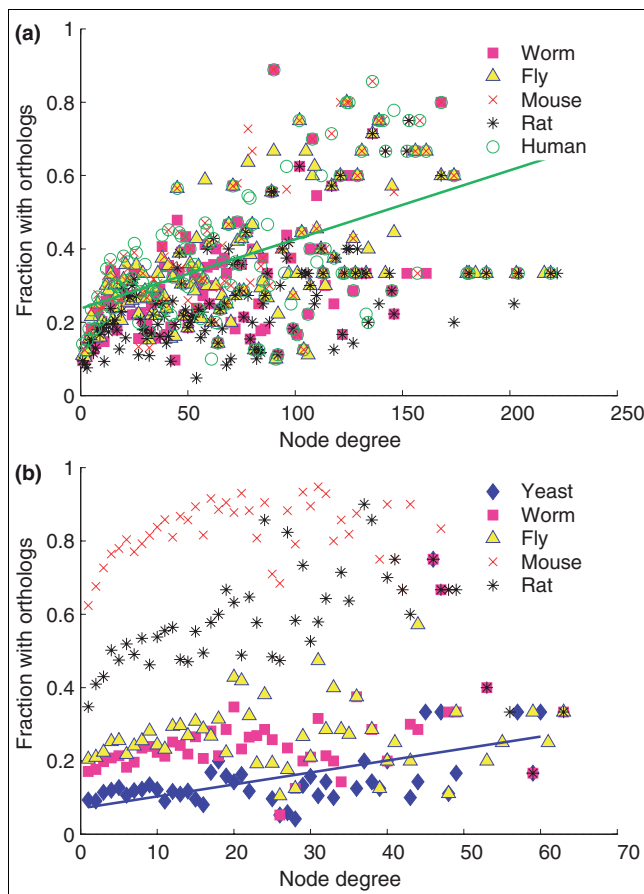 (a)
1
0.8
0.6
0.4
0.2
0
Fraction with orthologs
Worm
Fly
Mouse
Rat
Human
0 50 100 150 200 250
Node degree
(b)
1
0.8
0.6
0.4
0.2
0
Fraction with orthologs
Yeast
Worm
Fly
Mouse
Rat
0 10 20 30 40 50 60 70
Node degree